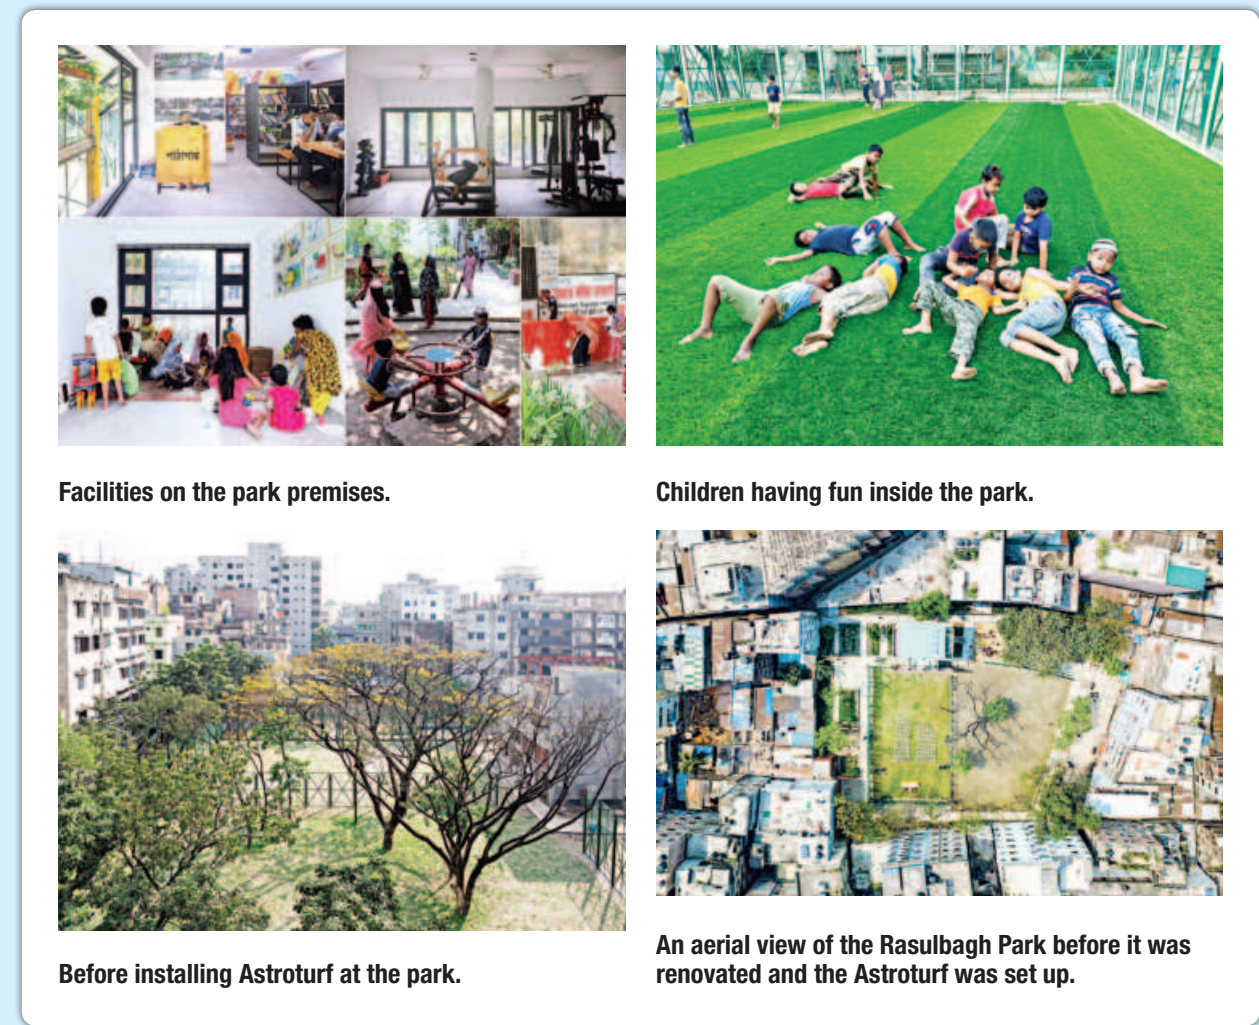 পাঠাগার
Facilities on the park premises.
Children having fun inside the park.
Before installing Astroturf at the park.
An aerial view of the Rasulbagh Park before it was
renovated and the Astroturf was set up.